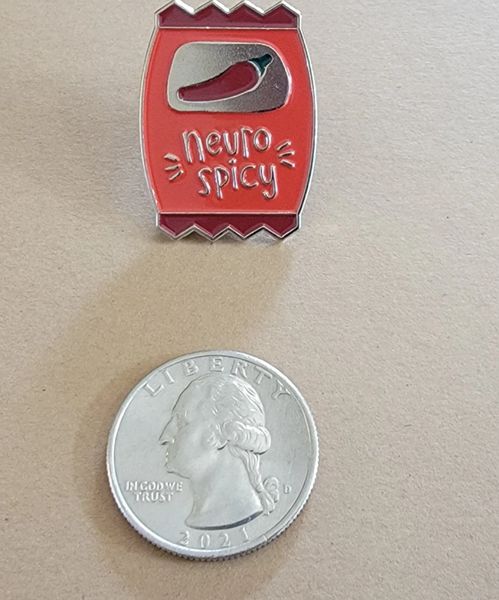 neuro
spicy
LIBERTY
IN GOD WE
TRUST
D
2021